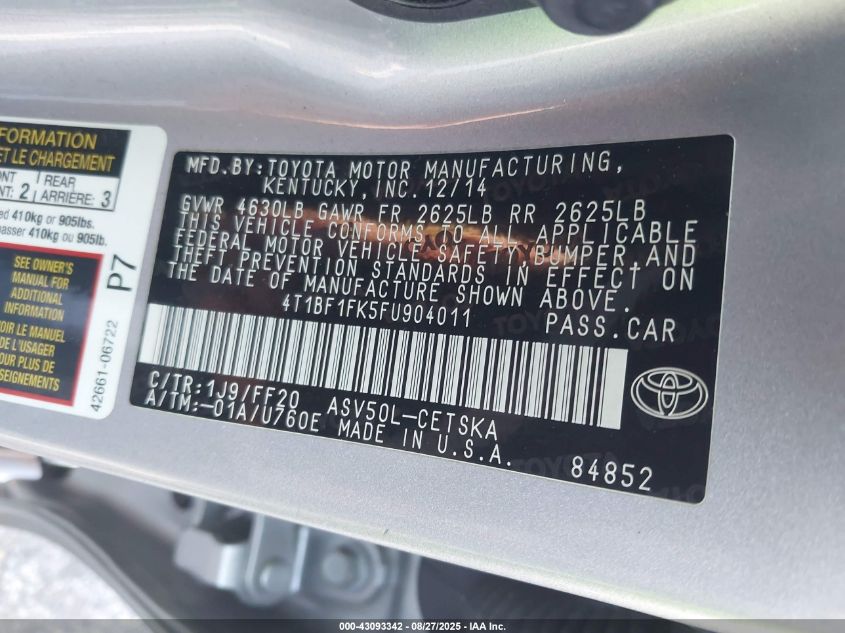 FORMATION
ET LE CHARGEMENT
NT: 2 REAR ARRIÈRE: 3
410kg or 905lbs.
passer 410kg ou 905lb.
SEE OWNER'S
MANUAL FOR
ADDITIONAL
INFORMATION
LE MANUEL
DE L'USAGER
POUR PLUS DE
P7
42661-06722
MFD.BY:TOYOTA MOTOR MANUFACTURING,
KENTUCKY,INC.12/14
GVWR 4630LB GAWR FR 2625LB RR 2625LB
THIS VEHICLE CONFORMS TO ALL APPLICABLE
FEDERAL MOTOR VEHICLE SAFETY,BUMPER,AND
THEFT PREVENTION STANDARDS IN EFFECT ON
THE DATE OF MANUFACTURE SHOWN ABOVE.
4T1BF1FK5FU904011 PASS.CAR
C/TR:1J9/FF20 ASV50L-CETSKA
A/TM:-01A/U760E MADE IN U.S.A.
84852
000-43093342 - 08/27/2025 - IAA Inc.